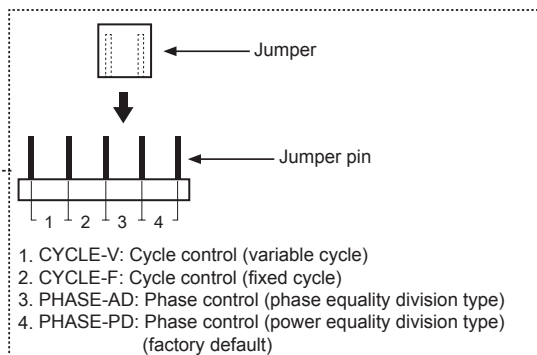 Jumper
Jumper pin
1 2 3 4
1. CYCLE-V: Cycle control (variable cycle)
2. CYCLE-F: Cycle control (fixed cycle)
3. PHASE-AD: Phase control (phase equality division type)
4. PHASE-PD: Phase control (power equality division type)
(factory default)